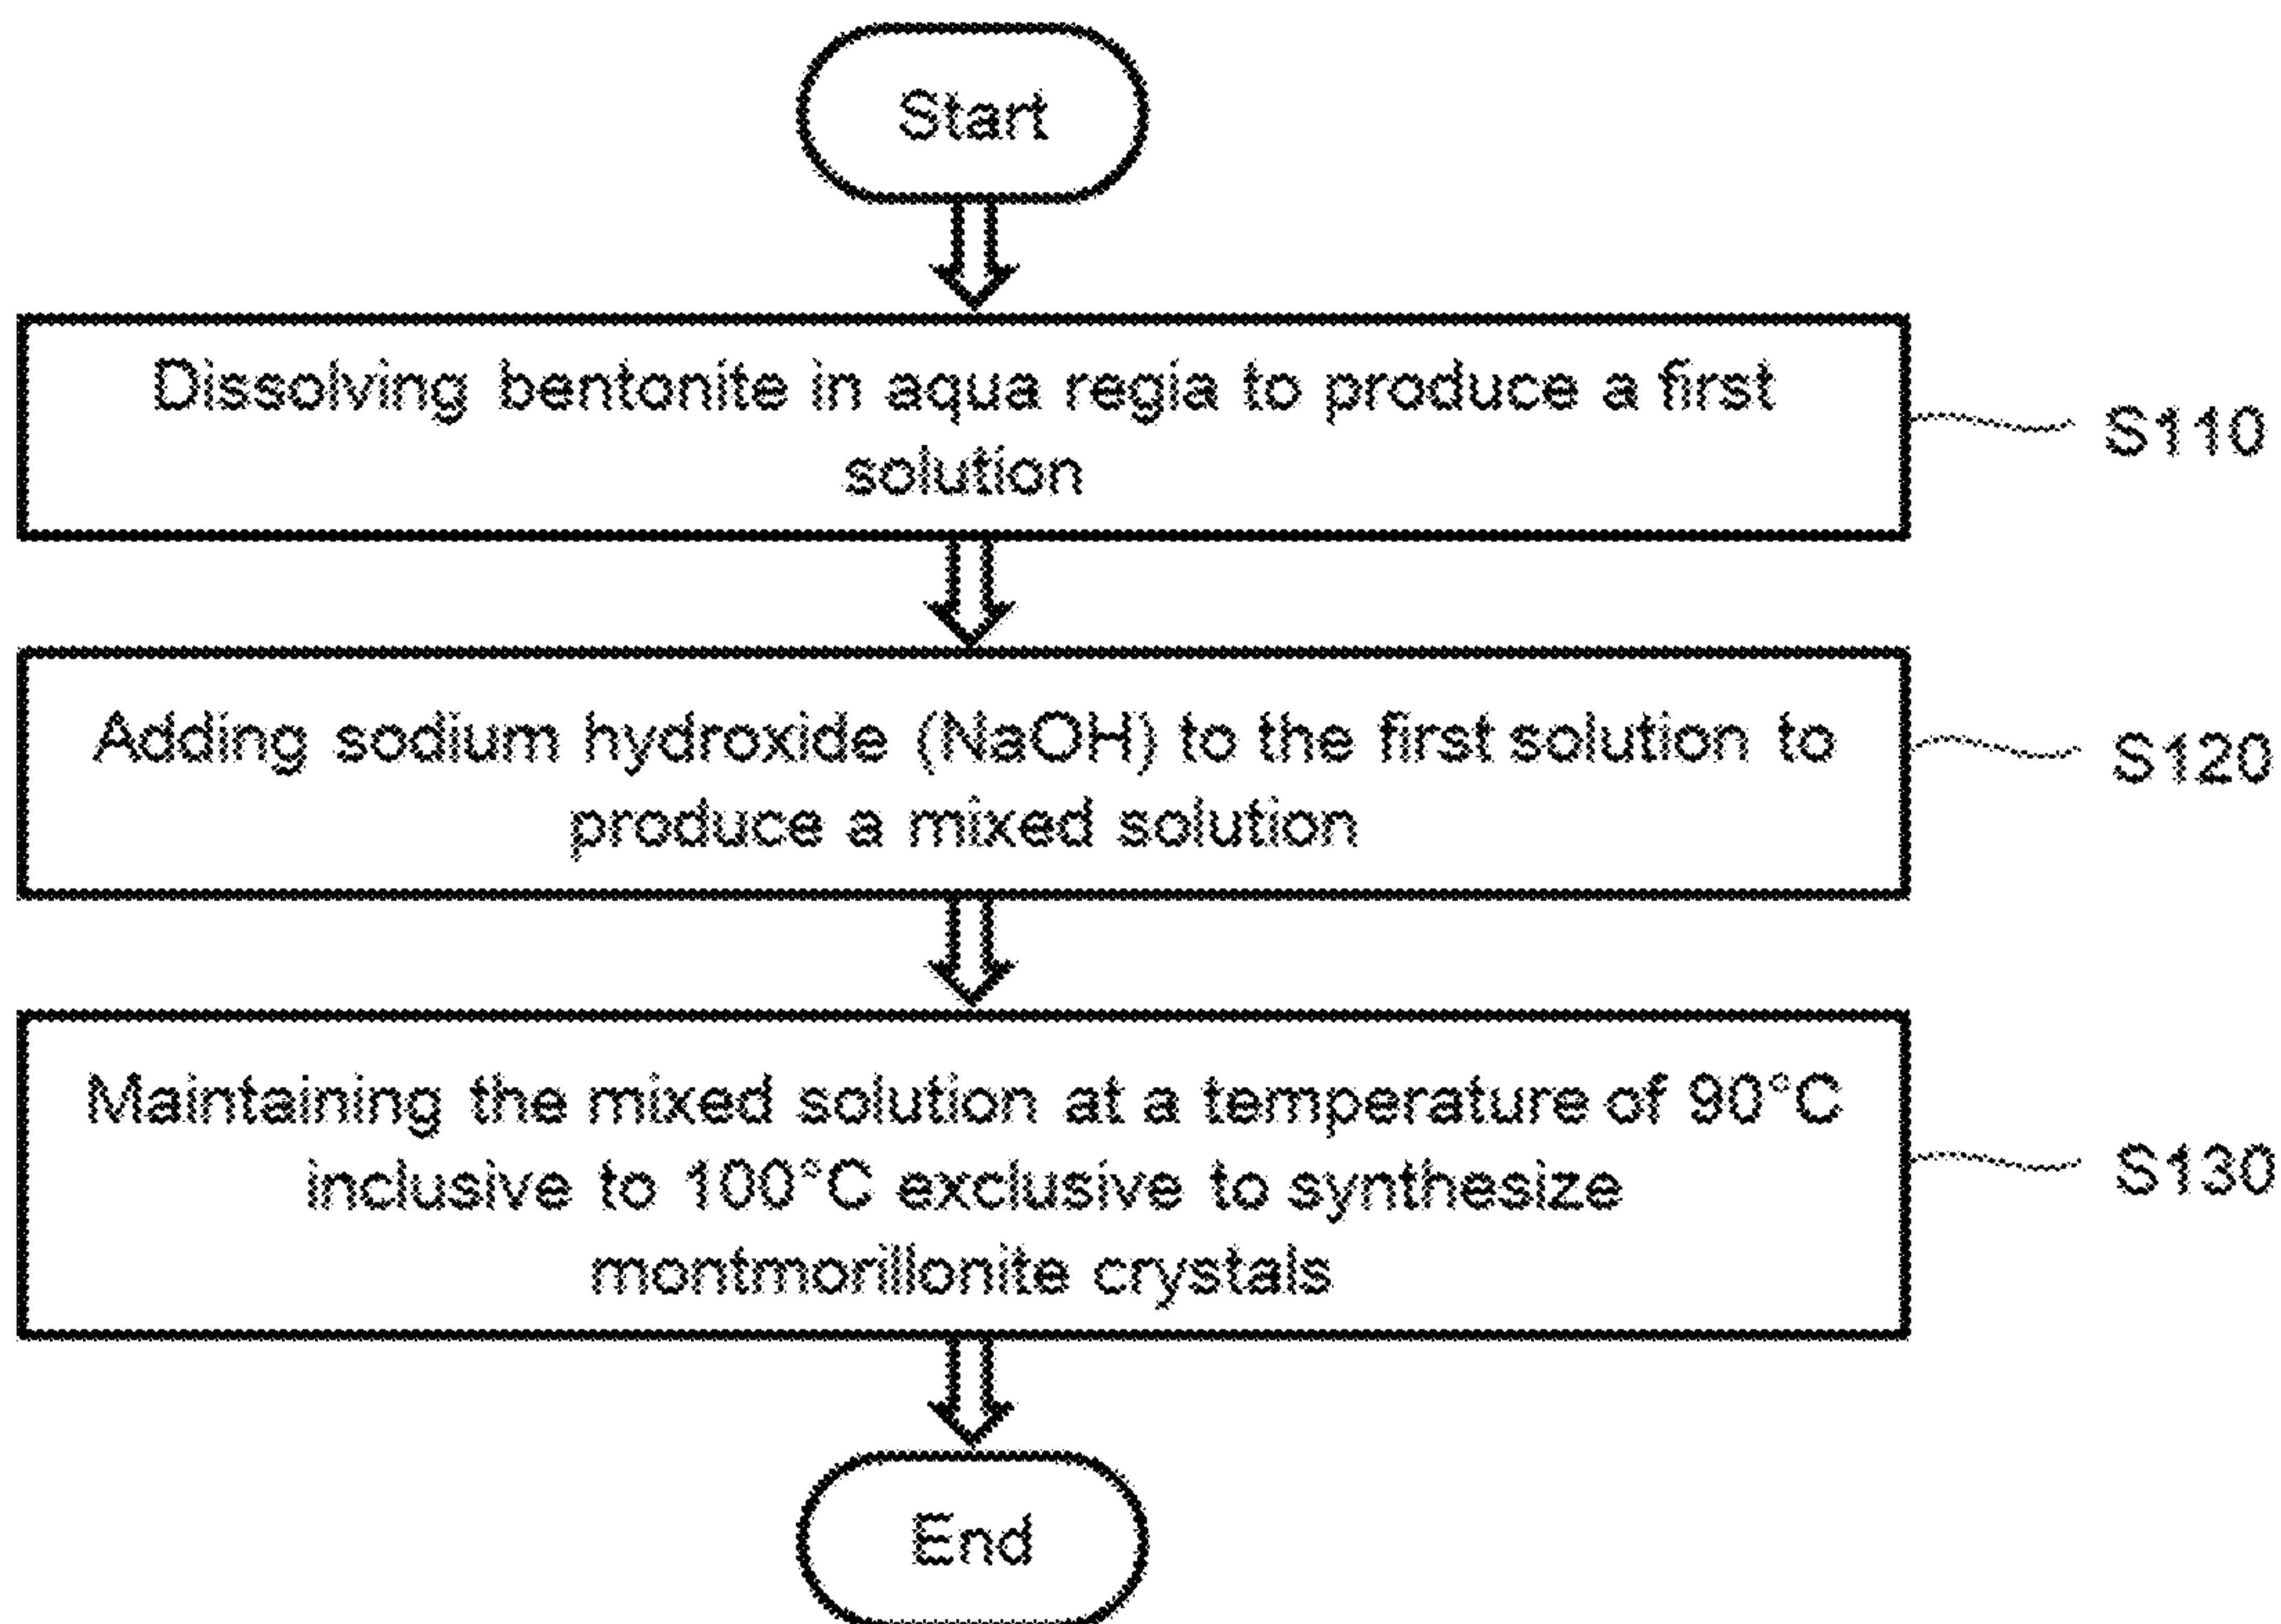 Start
Dissolving bentonite in aqua regia to produce a first
solution
S110
Adding sodium hydroxide (NaOH) to the first solution to
produce a mixed solution
S120
Maintaining the mixed solution at a temperature of 90°C
inclusive to 100°C exclusive to synthesize
montmorillonite crystals
S130
End